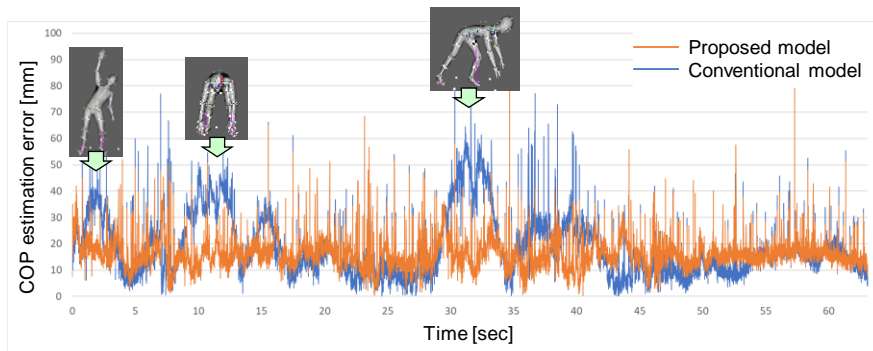 100
90
80
70
60
50
40
30
20
10
0
COP estimation error [mm]
Proposed model
Conventional model
0 5 10 15 20 25 30 35 40 45 50 55 60
Time [sec]